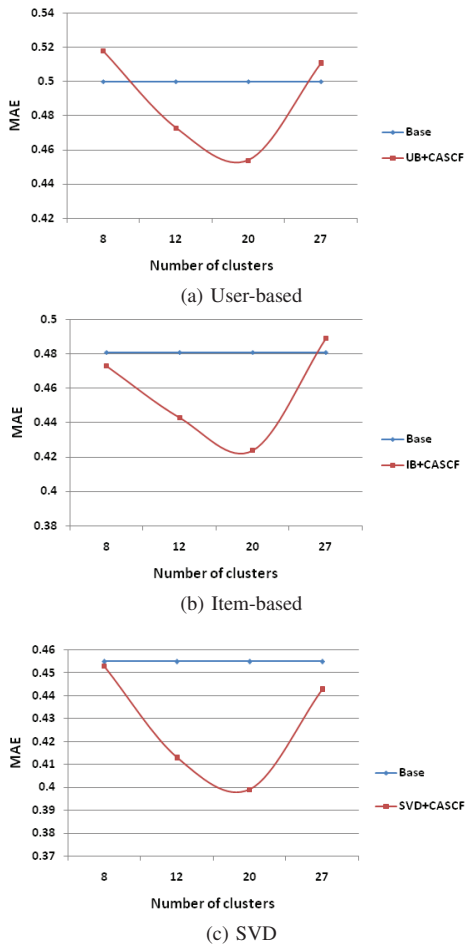 0.54
0.52
0.5
0.48
0.46
0.44
0.42
MAE
8 12 20 27
Number of clusters
Base
UB+CASCF
(a) User-based
0.5
0.48
0.46
0.44
0.42
0.4
0.38
MAE
8 12 20 27
Number of clusters
Base
IB+CASCF
(b) Item-based
0.46
0.45
0.44
0.43
0.42
0.41
0.4
0.39
0.38
0.37
MAE
8 12 20 27
Number of clusters
Base
SVD+CASCF
(c) SVD